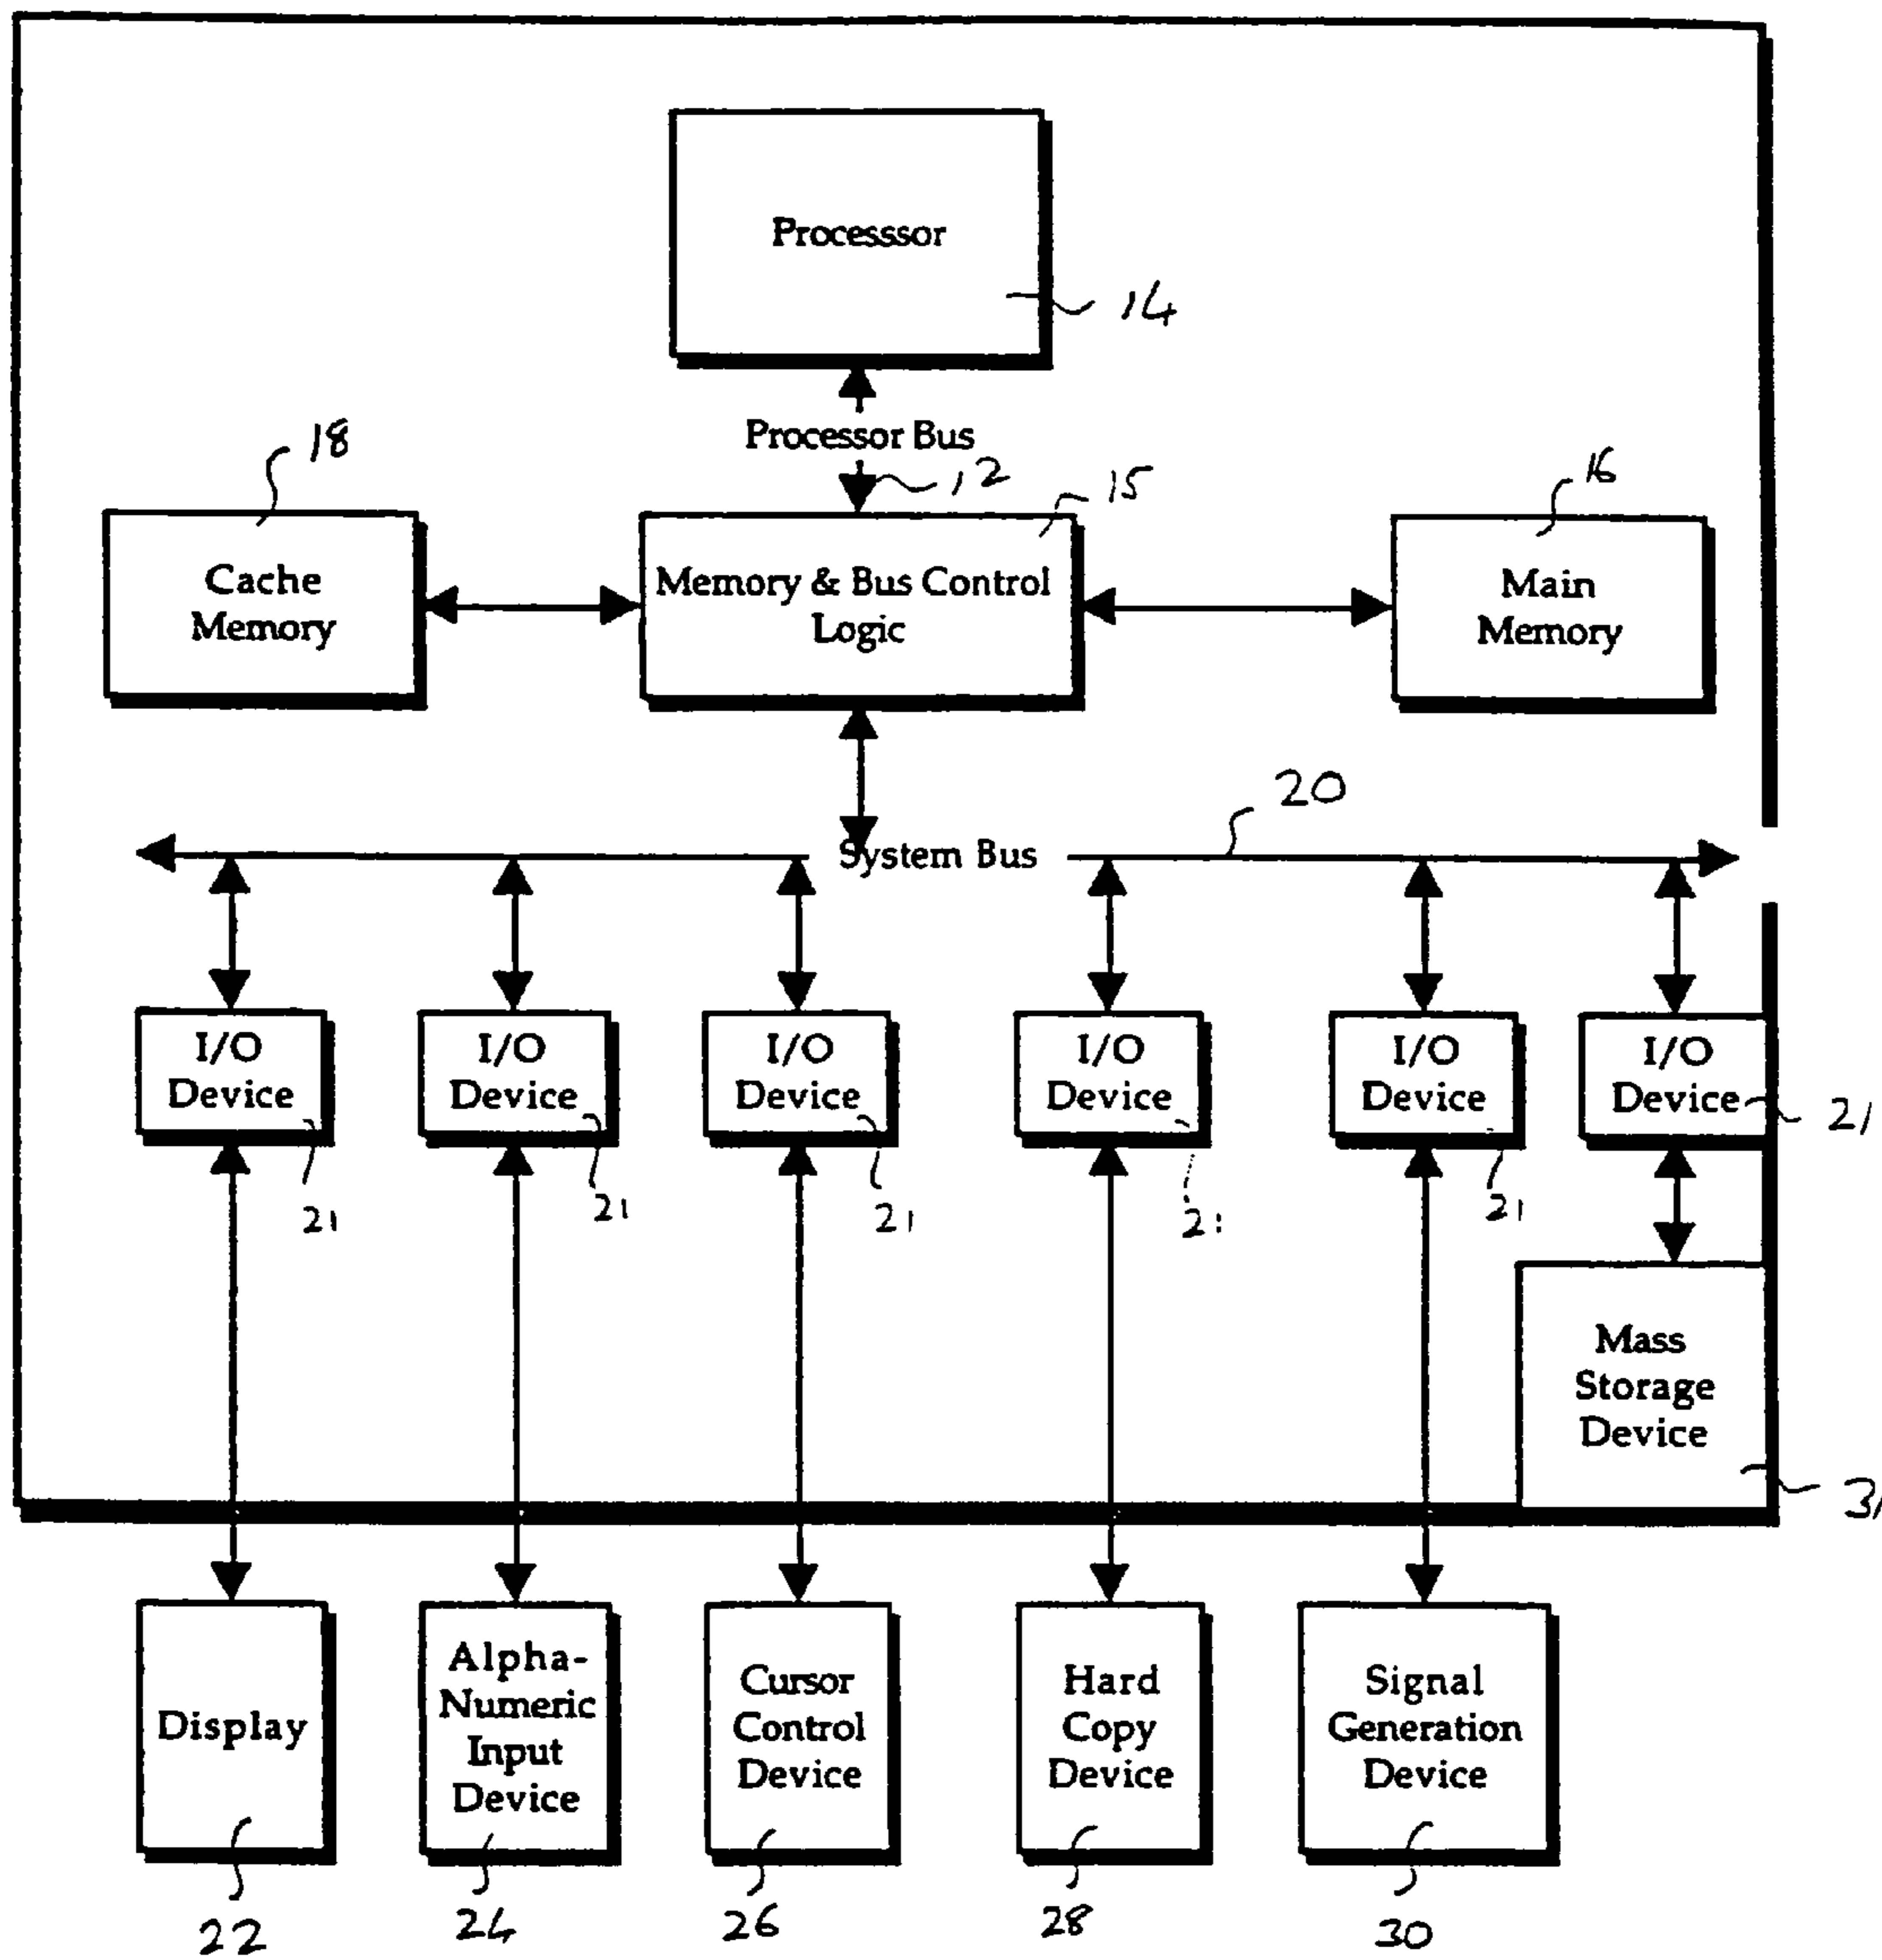 Processsor
14
Processor Bus
12
18
15
16
Cache
Memory
Memory & Bus Control
Logic
Main
Memory
20
System Bus
I/O
Device
21
I/O
Device
21
I/O
Device
21
I/O
Device
I/O
Device
21
I/O
Device
21
Mass
Storage
Device
31
Display
22
Alpha-
Numeric
Input
Device
24
Cursor
Control
Device
26
Hard
Copy
Device
28
Signal
Generation
Device
30